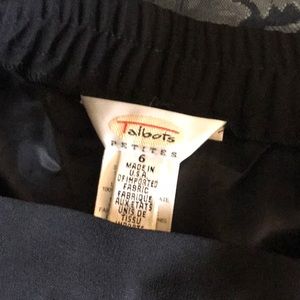 Talbots
PETITES
6
MADE IN
U.S.A.
OF IMPORTED
FABRIC
FABRIQUE
AUX ETATS
UNIS DE
TISSU